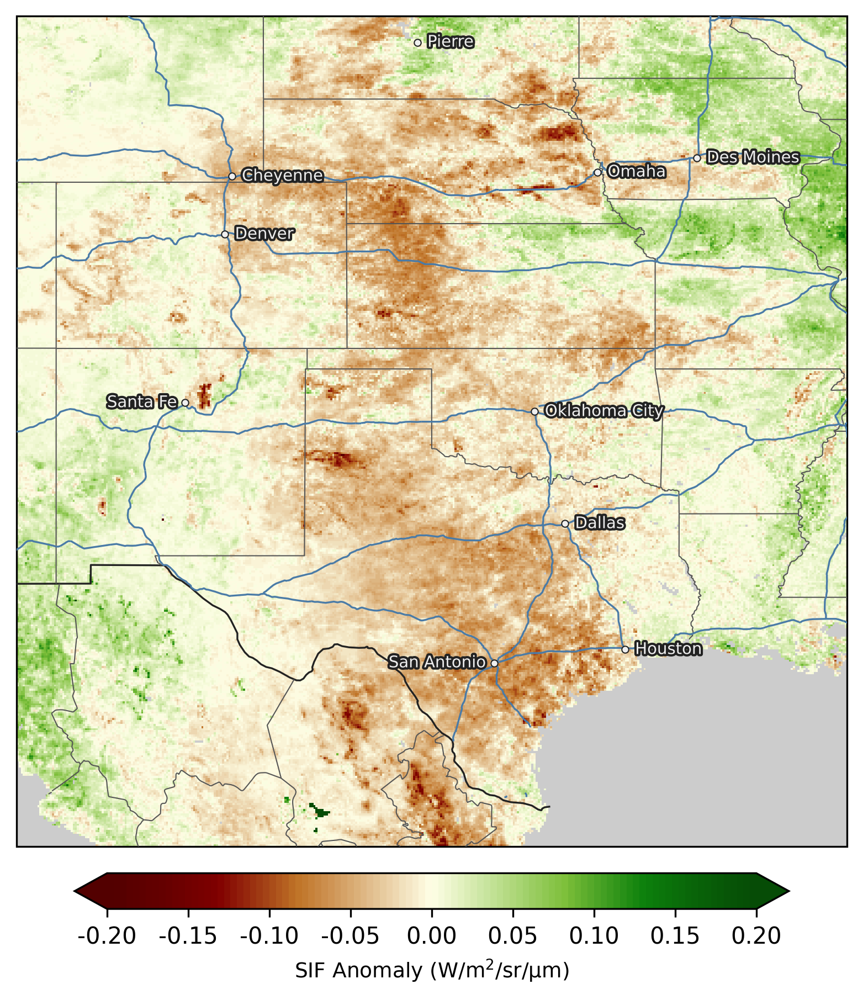 Pierre
Des Moines
Omaha
Cheyenne
Denver
Santa Fe
Oklahoma City
Dallas
Houston
San Antonio
-0.20 -0.15 -0.10 -0.05 0.00 0.05 0.10 0.15 0.20
SIF Anomaly (W/m²/sr/μm)